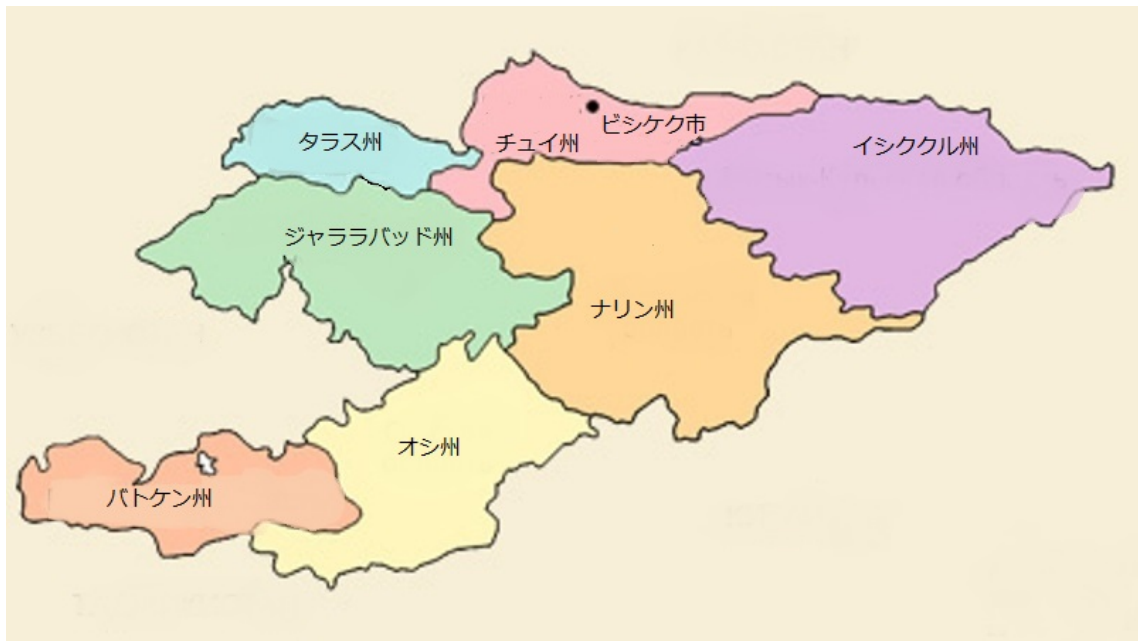 ビシケク市
タラス州
チュイ州
イシククル州
ジャララバッド州
ナリン州
オシ州
バトケン州